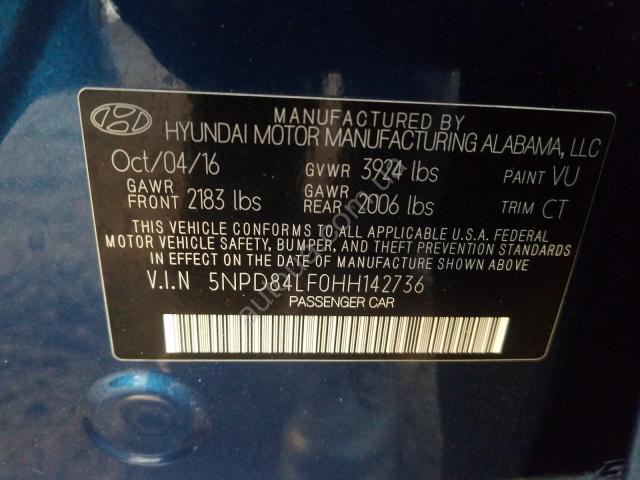 MANUFACTURED BY
HYUNDAI MOTOR MANUFACTURING ALABAMA, LLC
Oct/04/16 GVWR 3924 lbs PAINT VU
GAWR FRONT 2183 lbs GAWR REAR 2006 lbs TRIM CT
THIS VEHICLE CONFORMS TO ALL APPLICABLE U.S.A. FEDERAL
MOTOR VEHICLE SAFETY, BUMPER, AND THEFT PREVENTION STANDARDS
IN EFFECT ON THE DATE OF MANUFACTURE SHOWN ABOVE.
V.I.N 5NPD84LF0HH142736
PASSENGER CAR